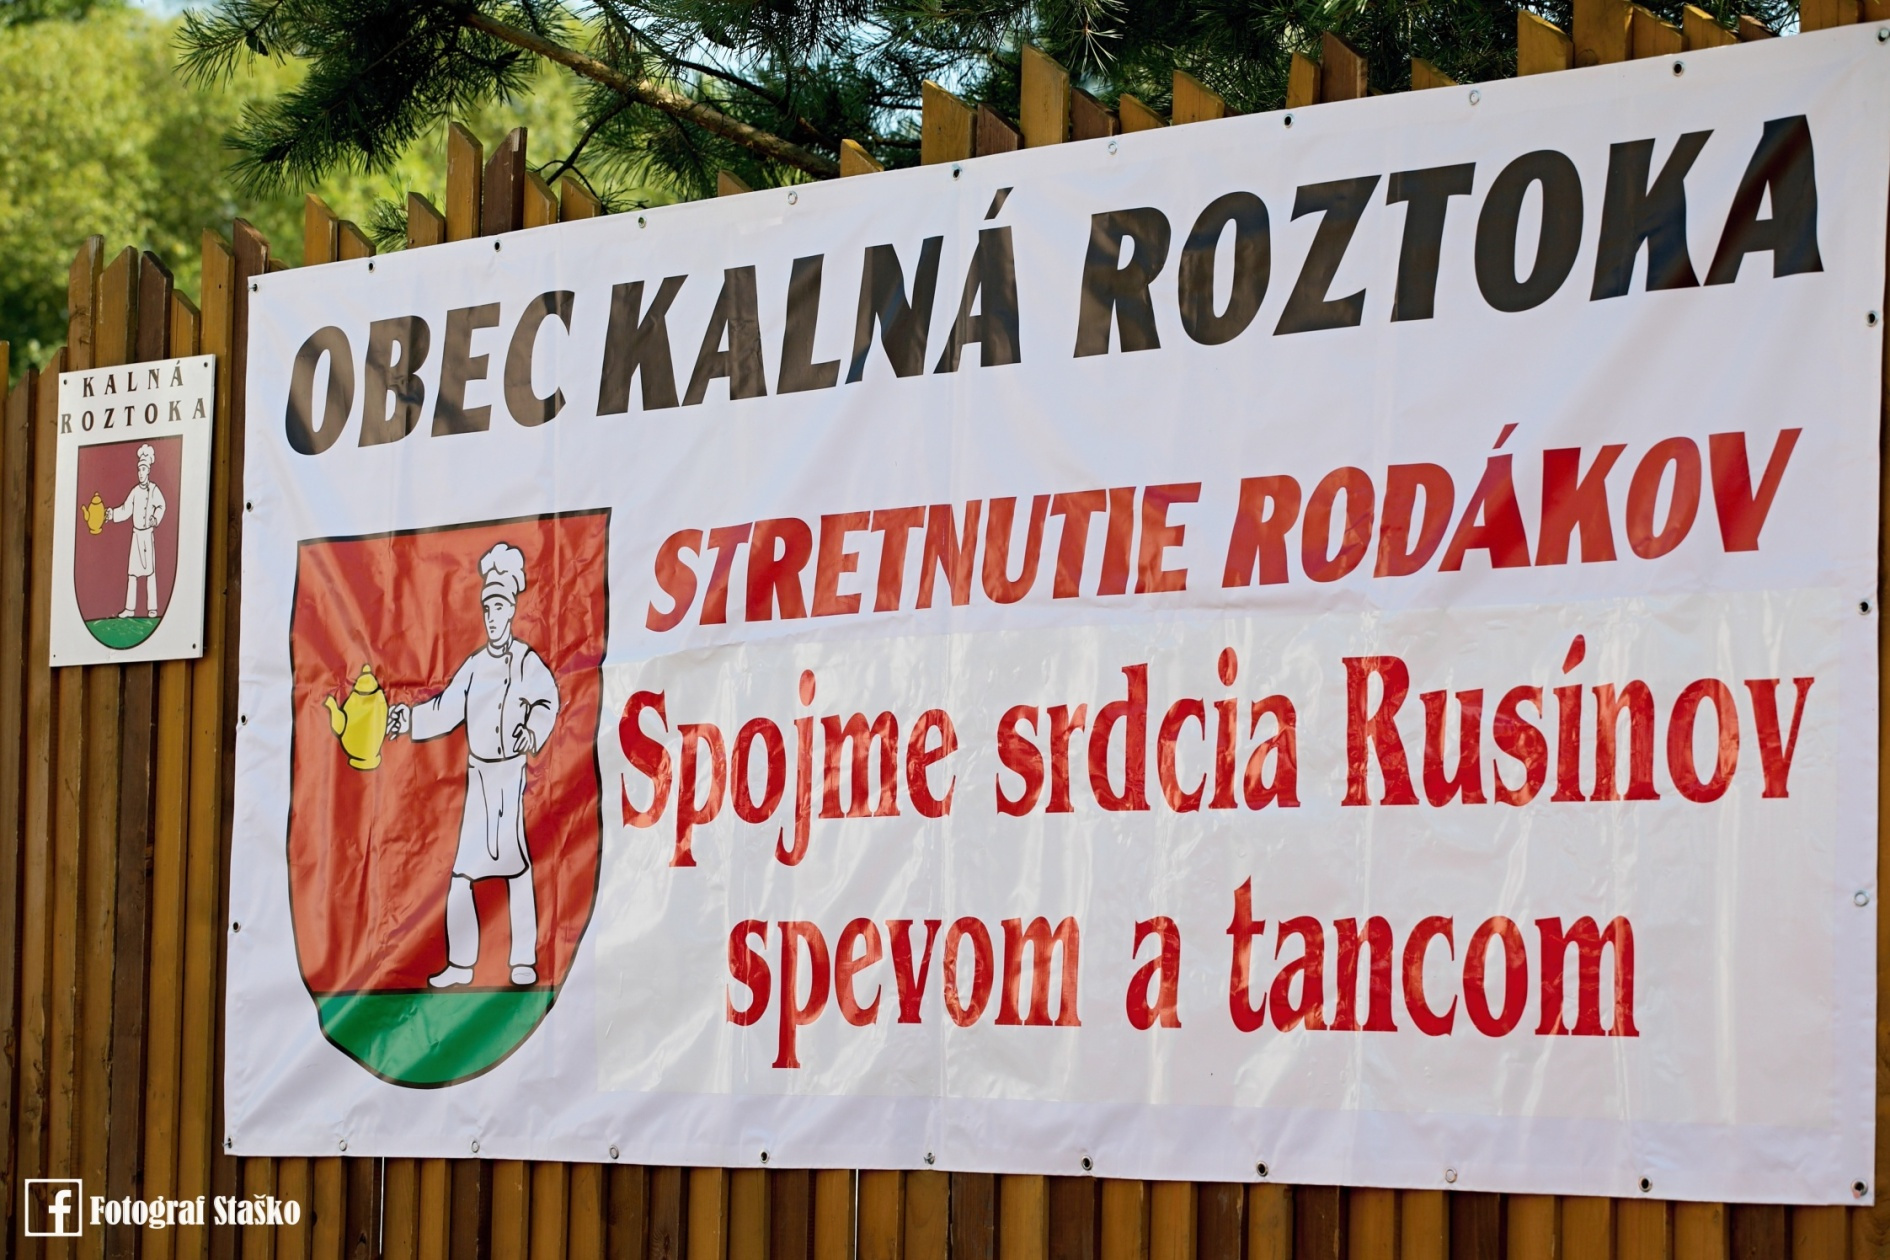 OBEC KALNÁ ROZTOKA
KALNÁ
ROZTOKA
STRETNUTIE RODÁKOV
Spojme srdcia Rusínov
spevom a tancom
f Fotograf Staško